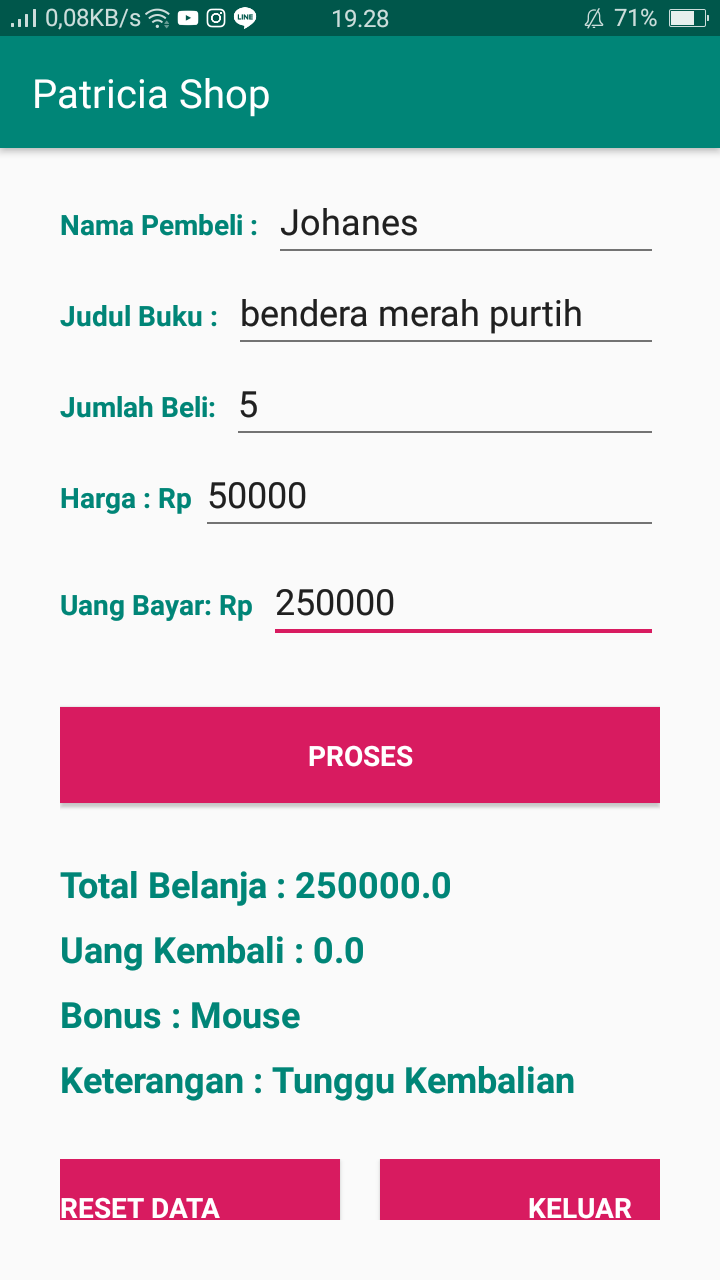 0,08KB/s LINE 19.28 71%
Patricia Shop
Nama Pembeli : Johanes
Judul Buku : bendera merah purtih
Jumlah Beli: 5
Harga : Rp 50000
Uang Bayar: Rp 250000
PROSES
Total Belanja : 250000.0
Uang Kembali : 0.0
Bonus : Mouse
Keterangan : Tunggu Kembalian
RESET DATA KELUAR